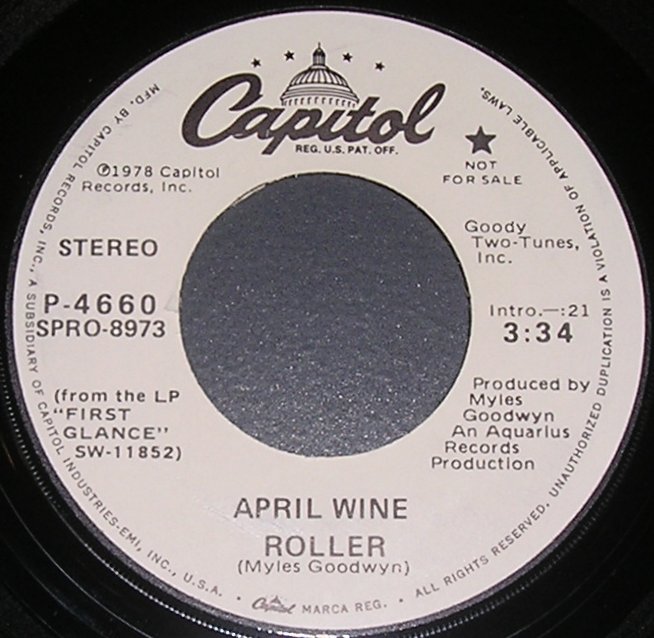 Capitol
REG. U.S. PAT. OFF.
NOT
FOR SALE
℗1978 Capitol
Records, Inc.
STEREO
P-4660
SPRO-8973
(from the LP
"FIRST
GLANCE"
SW-11852)
Goody
Two-Tunes,
Inc.
Intro.—:21
3:34
Produced by
Myles
Goodwyn
An Aquarius
Records
Production
APRIL WINE
ROLLER
(Myles Goodwyn)
MFD. BY CAPITOL RECORDS, INC., A SUBSIDIARY OF CAPITOL INDUSTRIES-EMI, INC., U.S.A. • Capitol MARCA REG. • ALL RIGHTS RESERVED. UNAUTHORIZED DUPLICATION IS A VIOLATION OF APPLICABLE LAWS.